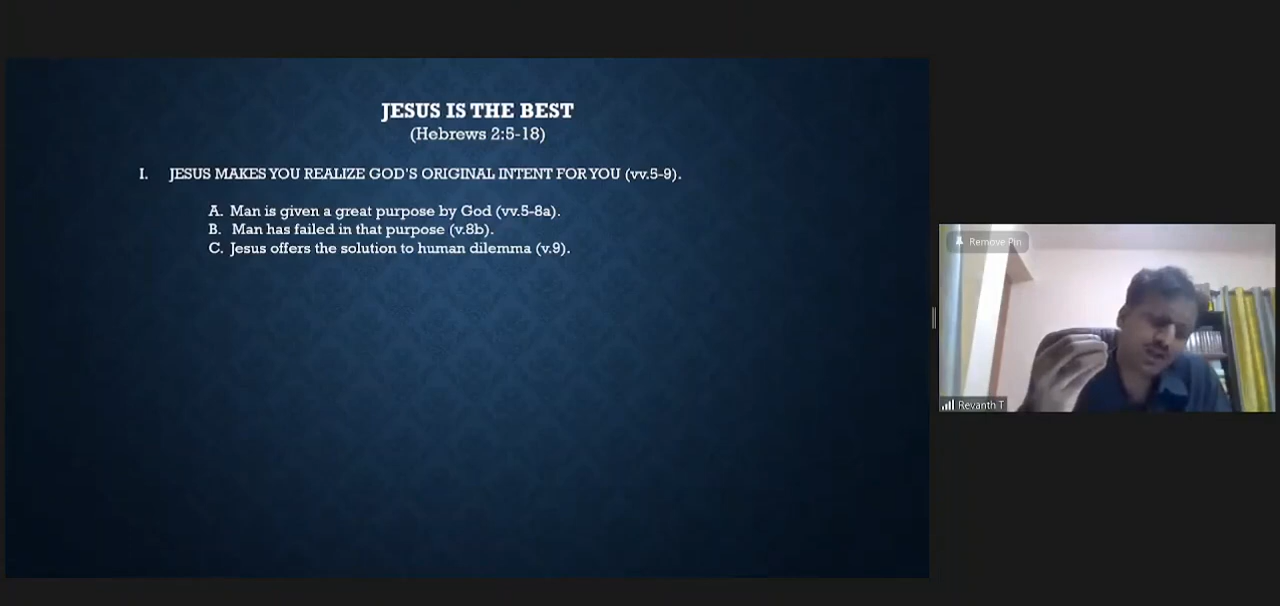 JESUS IS THE BEST
(Hebrews 2:5-18)
I. JESUS MAKES YOU REALIZE GOD'S ORIGINAL INTENT FOR YOU (vv.5-9).
A. Man is given a great purpose by God (vv.5-8a).
B. Man has failed in that purpose (v.8b).
C. Jesus offers the solution to human dilemma (v.9).
Remove Pin
Revanth T